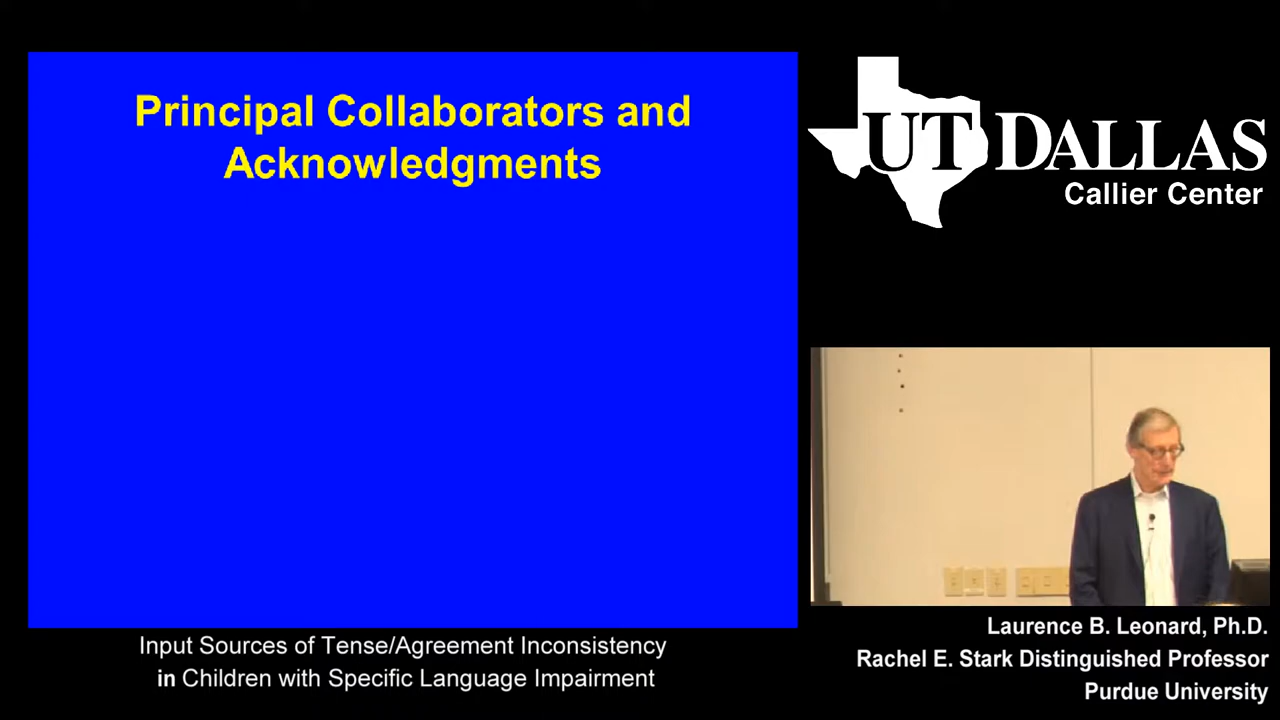 Principal Collaborators and
Acknowledgments
UT DALLAS
Callier Center
Input Sources of Tense/Agreement Inconsistency
in Children with Specific Language Impairment
Laurence B. Leonard, Ph.D.
Rachel E. Stark Distinguished Professor
Purdue University